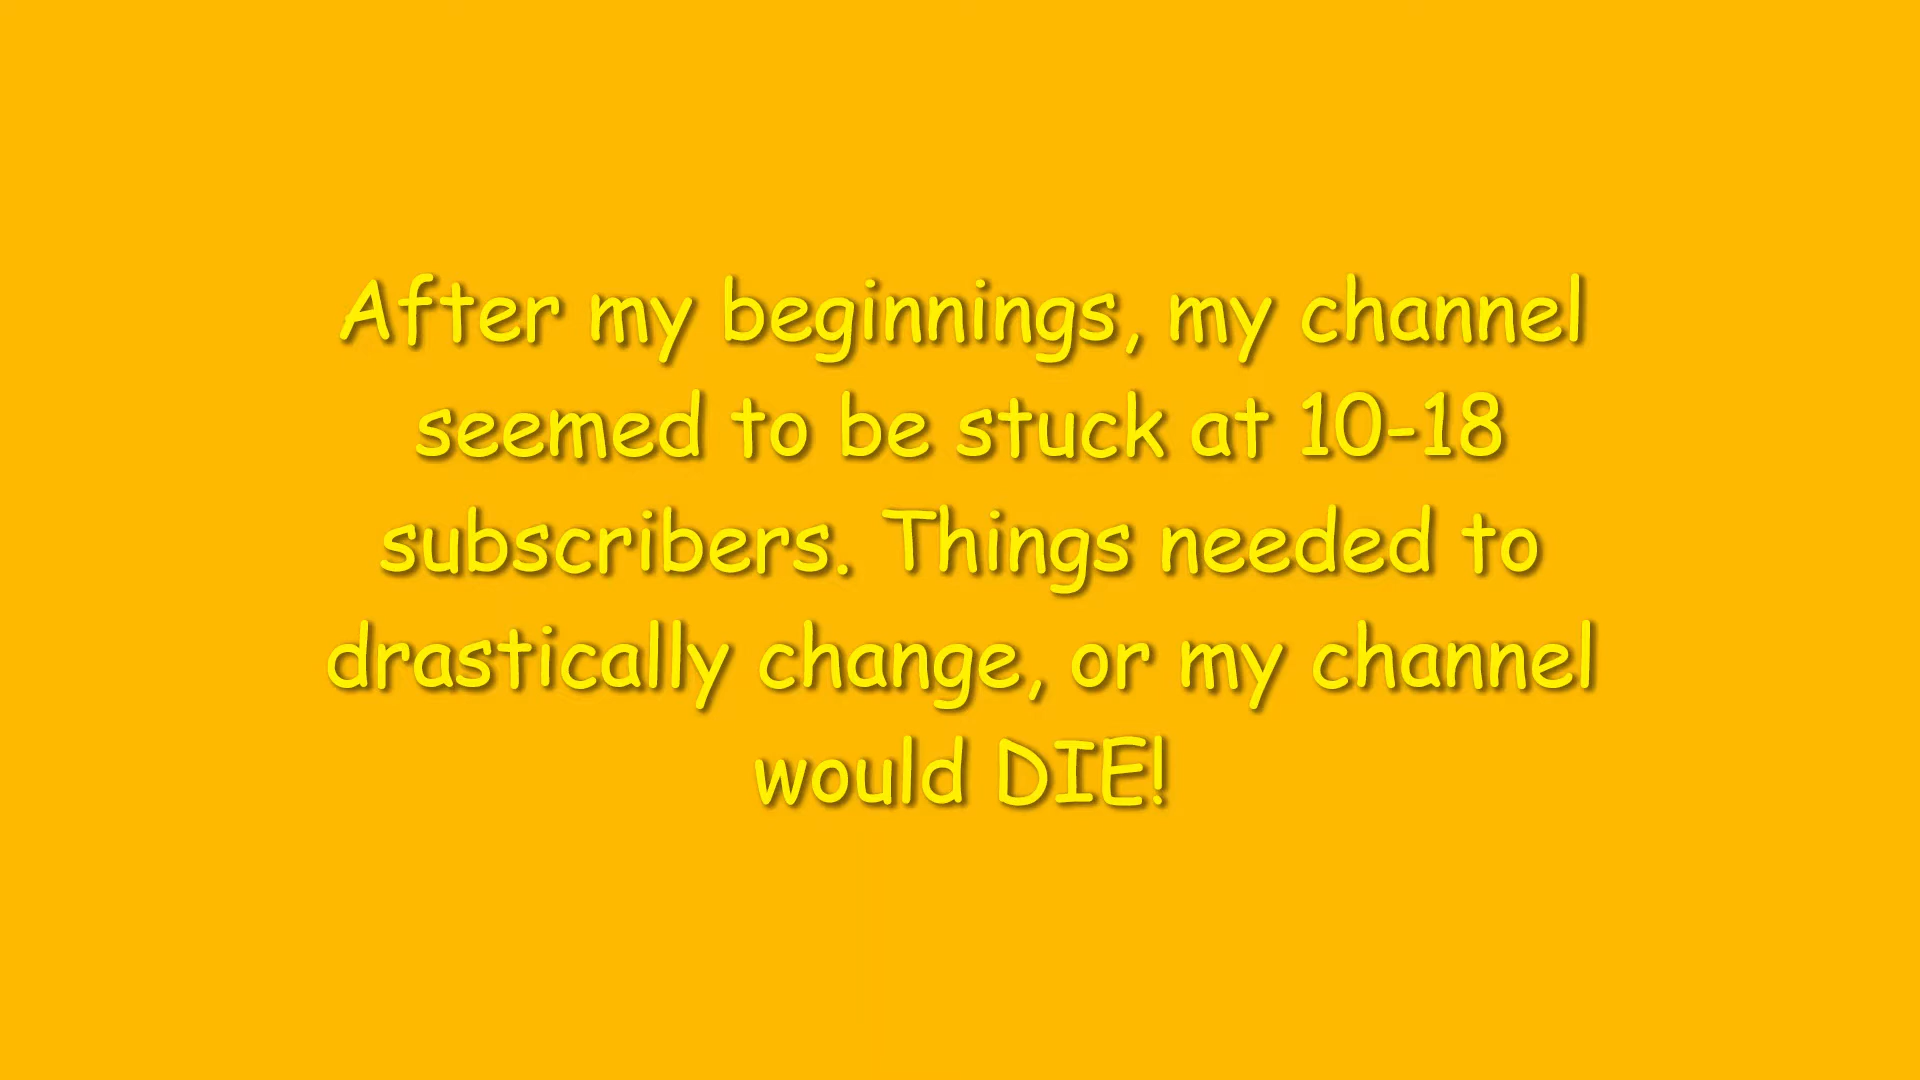 After my beginnings, my channel
seemed to be stuck at 10-18
subscribers. Things needed to
drastically change, or my channel
would DIE!